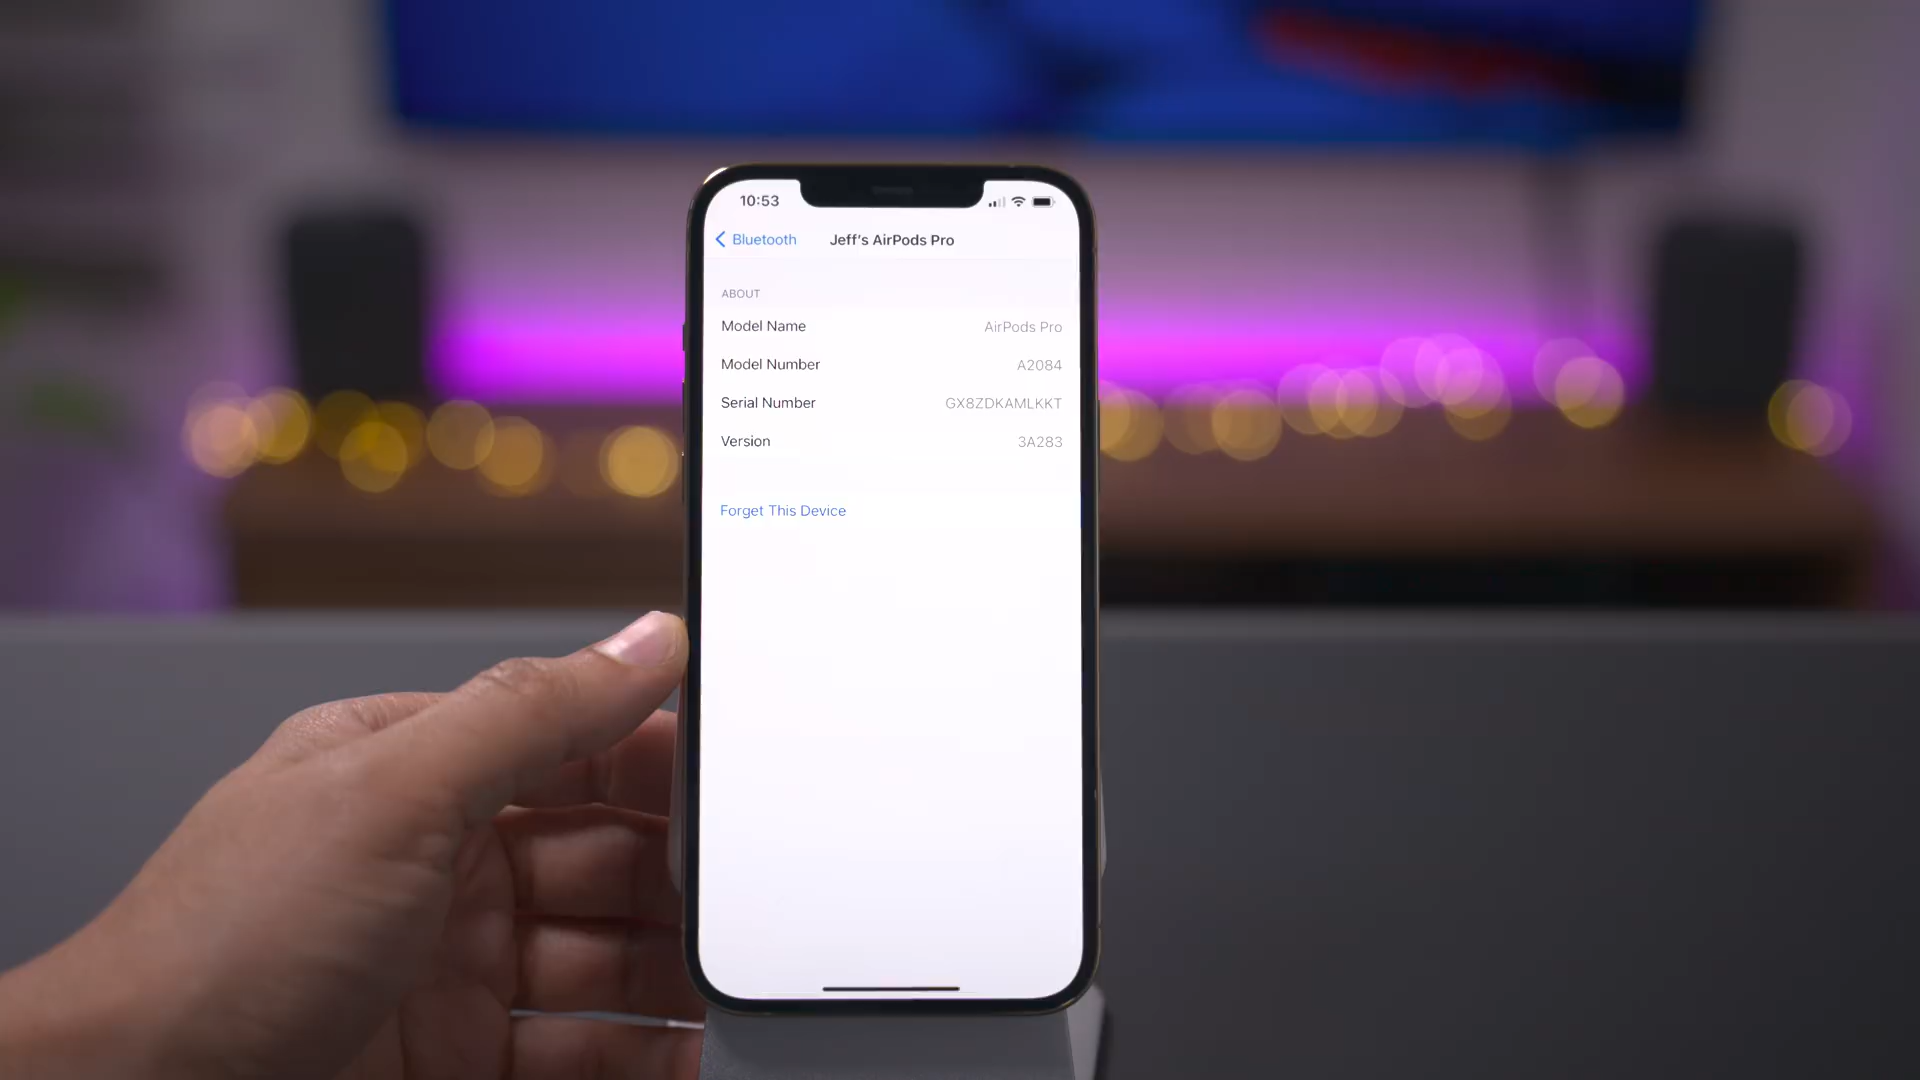 10:53
Bluetooth Jeff's AirPods Pro
ABOUT
Model Name AirPods Pro
Model Number A2084
Serial Number GX8ZDKAMLKKT
Version 3A283
Forget This Device